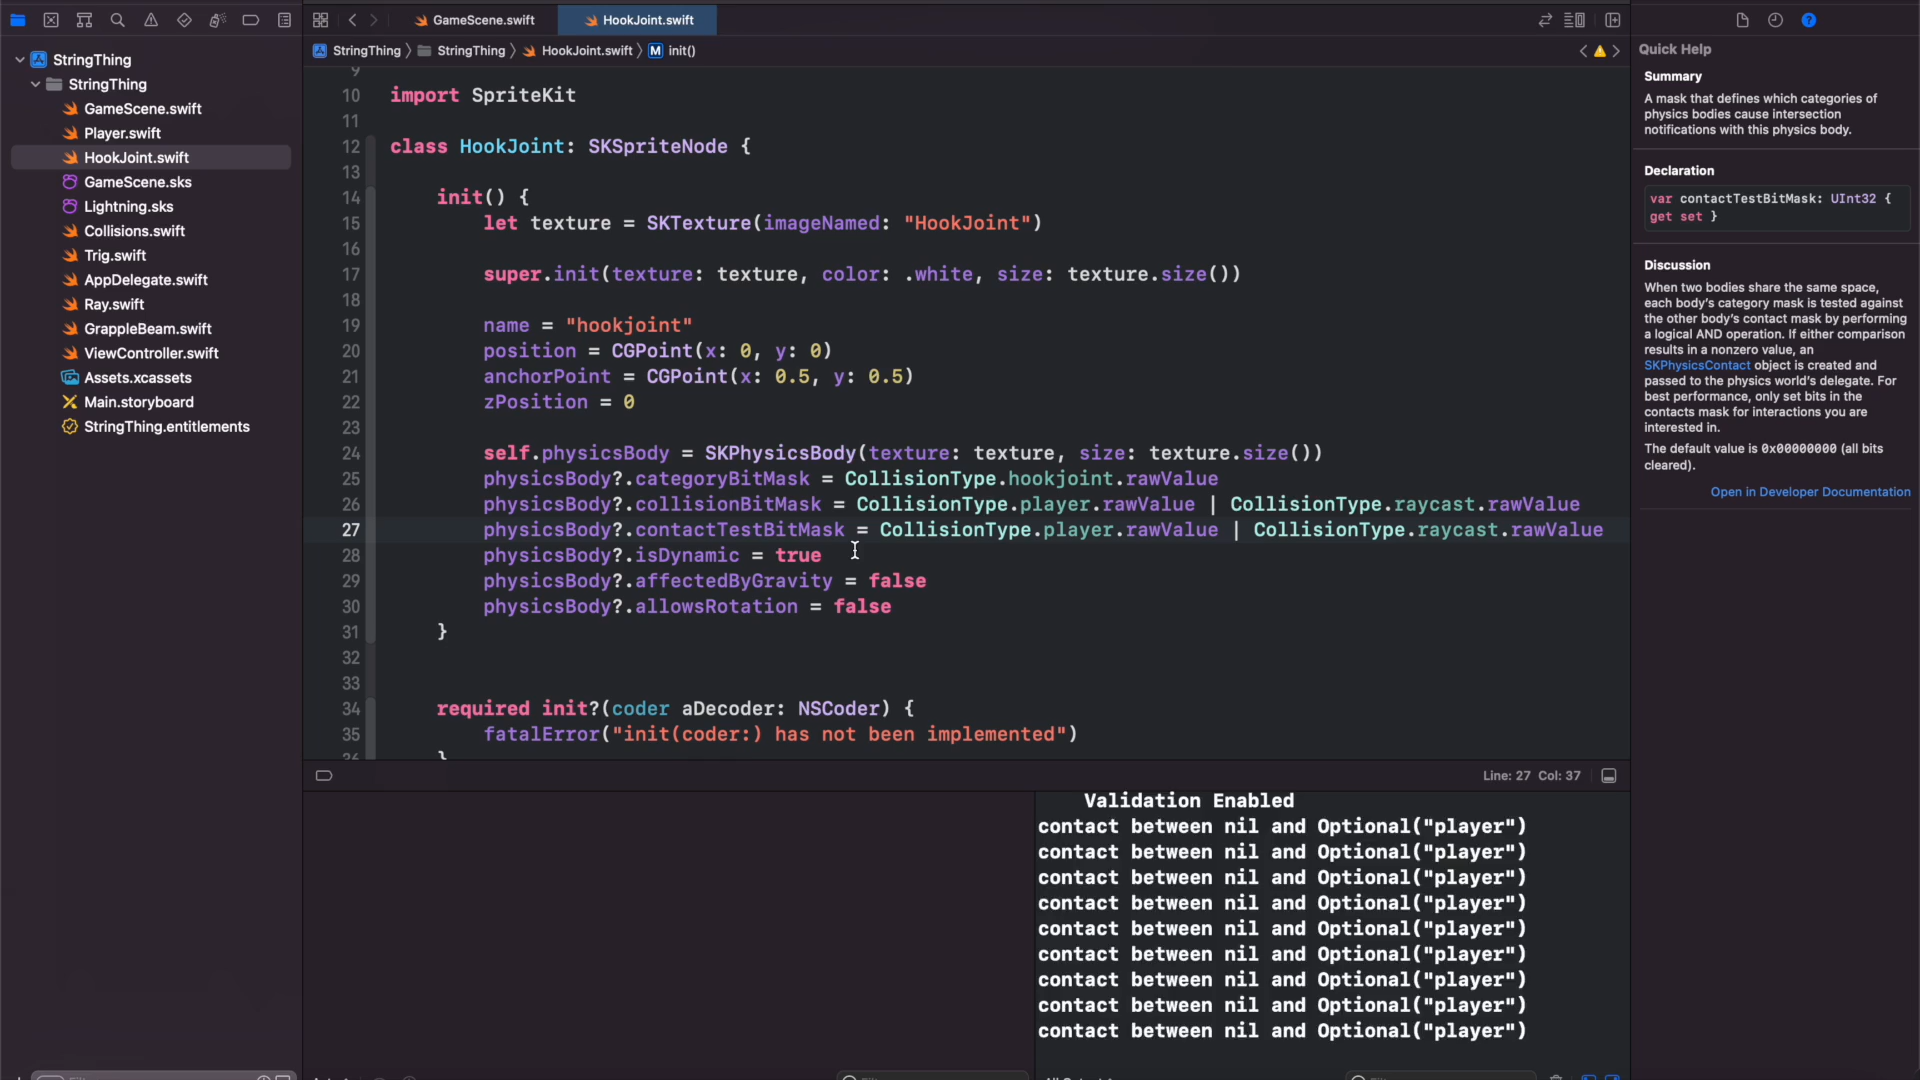 GameScene.swift
HookJoint.swift
StringThing
StringThing
HookJoint.swift
M init()
StringThing
StringThing
GameScene.swift
Player.swift
HookJoint.swift
GameScene.sks
Lightning.sks
Collisions.swift
Trig.swift
AppDelegate.swift
Ray.swift
GrappleBeam.swift
ViewController.swift
Assets.xcassets
Main.storyboard
StringThing.entitlements
9
10 import SpriteKit
11
12 class HookJoint: SKSpriteNode {
13
14 init() {
15 let texture = SKTexture(imageNamed: "HookJoint")
16
17 super.init(texture: texture, color: .white, size: texture.size())
18
19 name = "hookjoint"
20 position = CGPoint(x: 0, y: 0)
21 anchorPoint = CGPoint(x: 0.5, y: 0.5)
22 zPosition = 0
23
24 self.physicsBody = SKPhysicsBody(texture: texture, size: texture.size())
25 physicsBody?.categoryBitMask = CollisionType.hookjoint.rawValue
26 physicsBody?.collisionBitMask = CollisionType.player.rawValue | CollisionType.raycast.rawValue
27 physicsBody?.contactTestBitMask = CollisionType.player.rawValue | CollisionType.raycast.rawValue
28 physicsBody?.isDynamic = true
29 physicsBody?.affectedByGravity = false
30 physicsBody?.allowsRotation = false
31 }
32
33
34 required init?(coder aDecoder: NSCoder) {
35 fatalError("init(coder:) has not been implemented")
36 }
Line: 27 Col: 37
Validation Enabled
contact between nil and Optional("player")
contact between nil and Optional("player")
contact between nil and Optional("player")
contact between nil and Optional("player")
contact between nil and Optional("player")
contact between nil and Optional("player")
contact between nil and Optional("player")
contact between nil and Optional("player")
contact between nil and Optional("player")
Quick Help
Summary
A mask that defines which categories of
physics bodies cause intersection
notifications with this physics body.
Declaration
var contactTestBitMask: UInt32 {
get set }
Discussion
When two bodies share the same space,
each body's category mask is tested against
the other body's contact mask by performing
a logical AND operation. If either comparison
results in a nonzero value, an
SKPhysicsContact object is created and
passed to the physics world's delegate. For
best performance, only set bits in the
contacts mask for interactions you are
interested in.
The default value is 0x00000000 (all bits
cleared).
Open in Developer Documentation